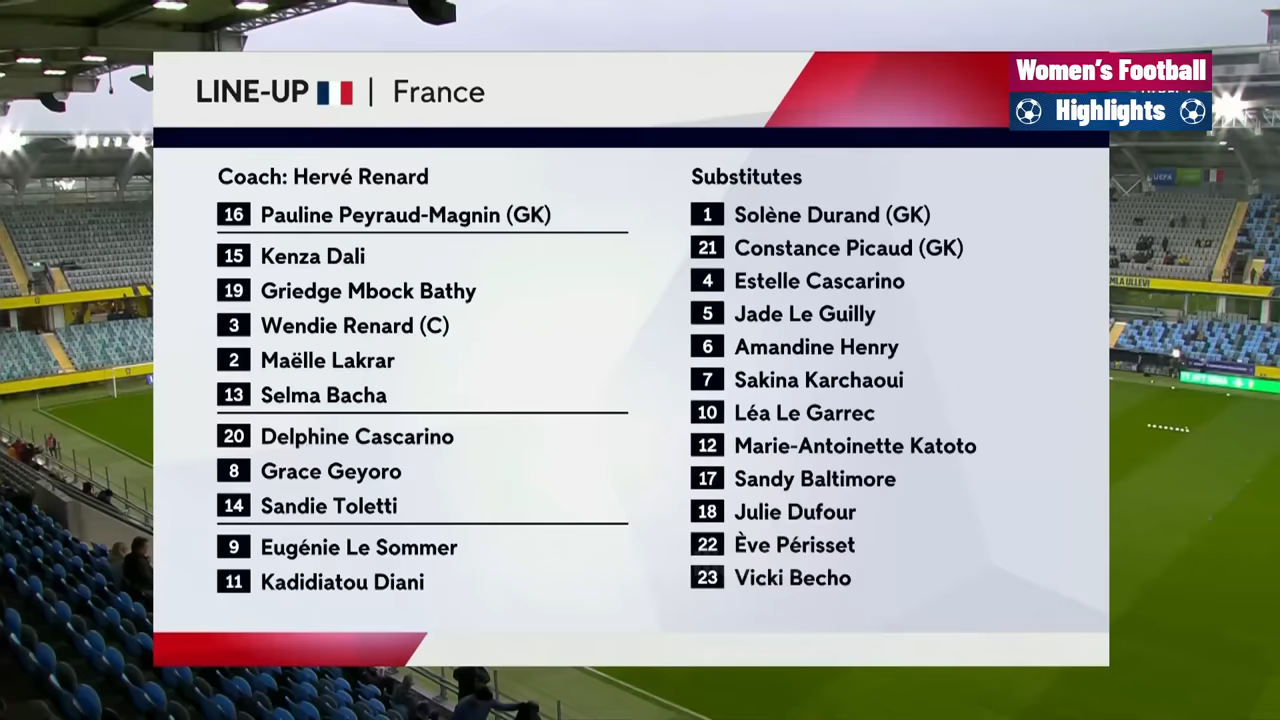 LINE-UP | France
Women's Football
Highlights
Coach: Hervé Renard
16 Pauline Peyraud-Magnin (GK)
15 Kenza Dali
19 Griedge Mbock Bathy
3 Wendie Renard (C)
2 Maëlle Lakrar
13 Selma Bacha
20 Delphine Cascarino
8 Grace Geyoro
14 Sandie Toletti
9 Eugénie Le Sommer
11 Kadidiatou Diani
Substitutes
1 Solène Durand (GK)
21 Constance Picaud (GK)
4 Estelle Cascarino
5 Jade Le Guilly
6 Amandine Henry
7 Sakina Karchaoui
10 Léa Le Garrec
12 Marie-Antoinette Katoto
17 Sandy Baltimore
18 Julie Dufour
22 Ève Périsset
23 Vicki Becho
UEFA
MLA ULLEVI